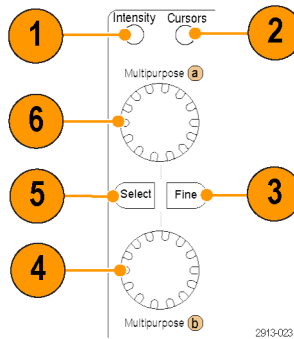 Intensity Cursors
1
2
Multipurpose a
6
5
Select
Fine
3
4
Multipurpose b
2913-023